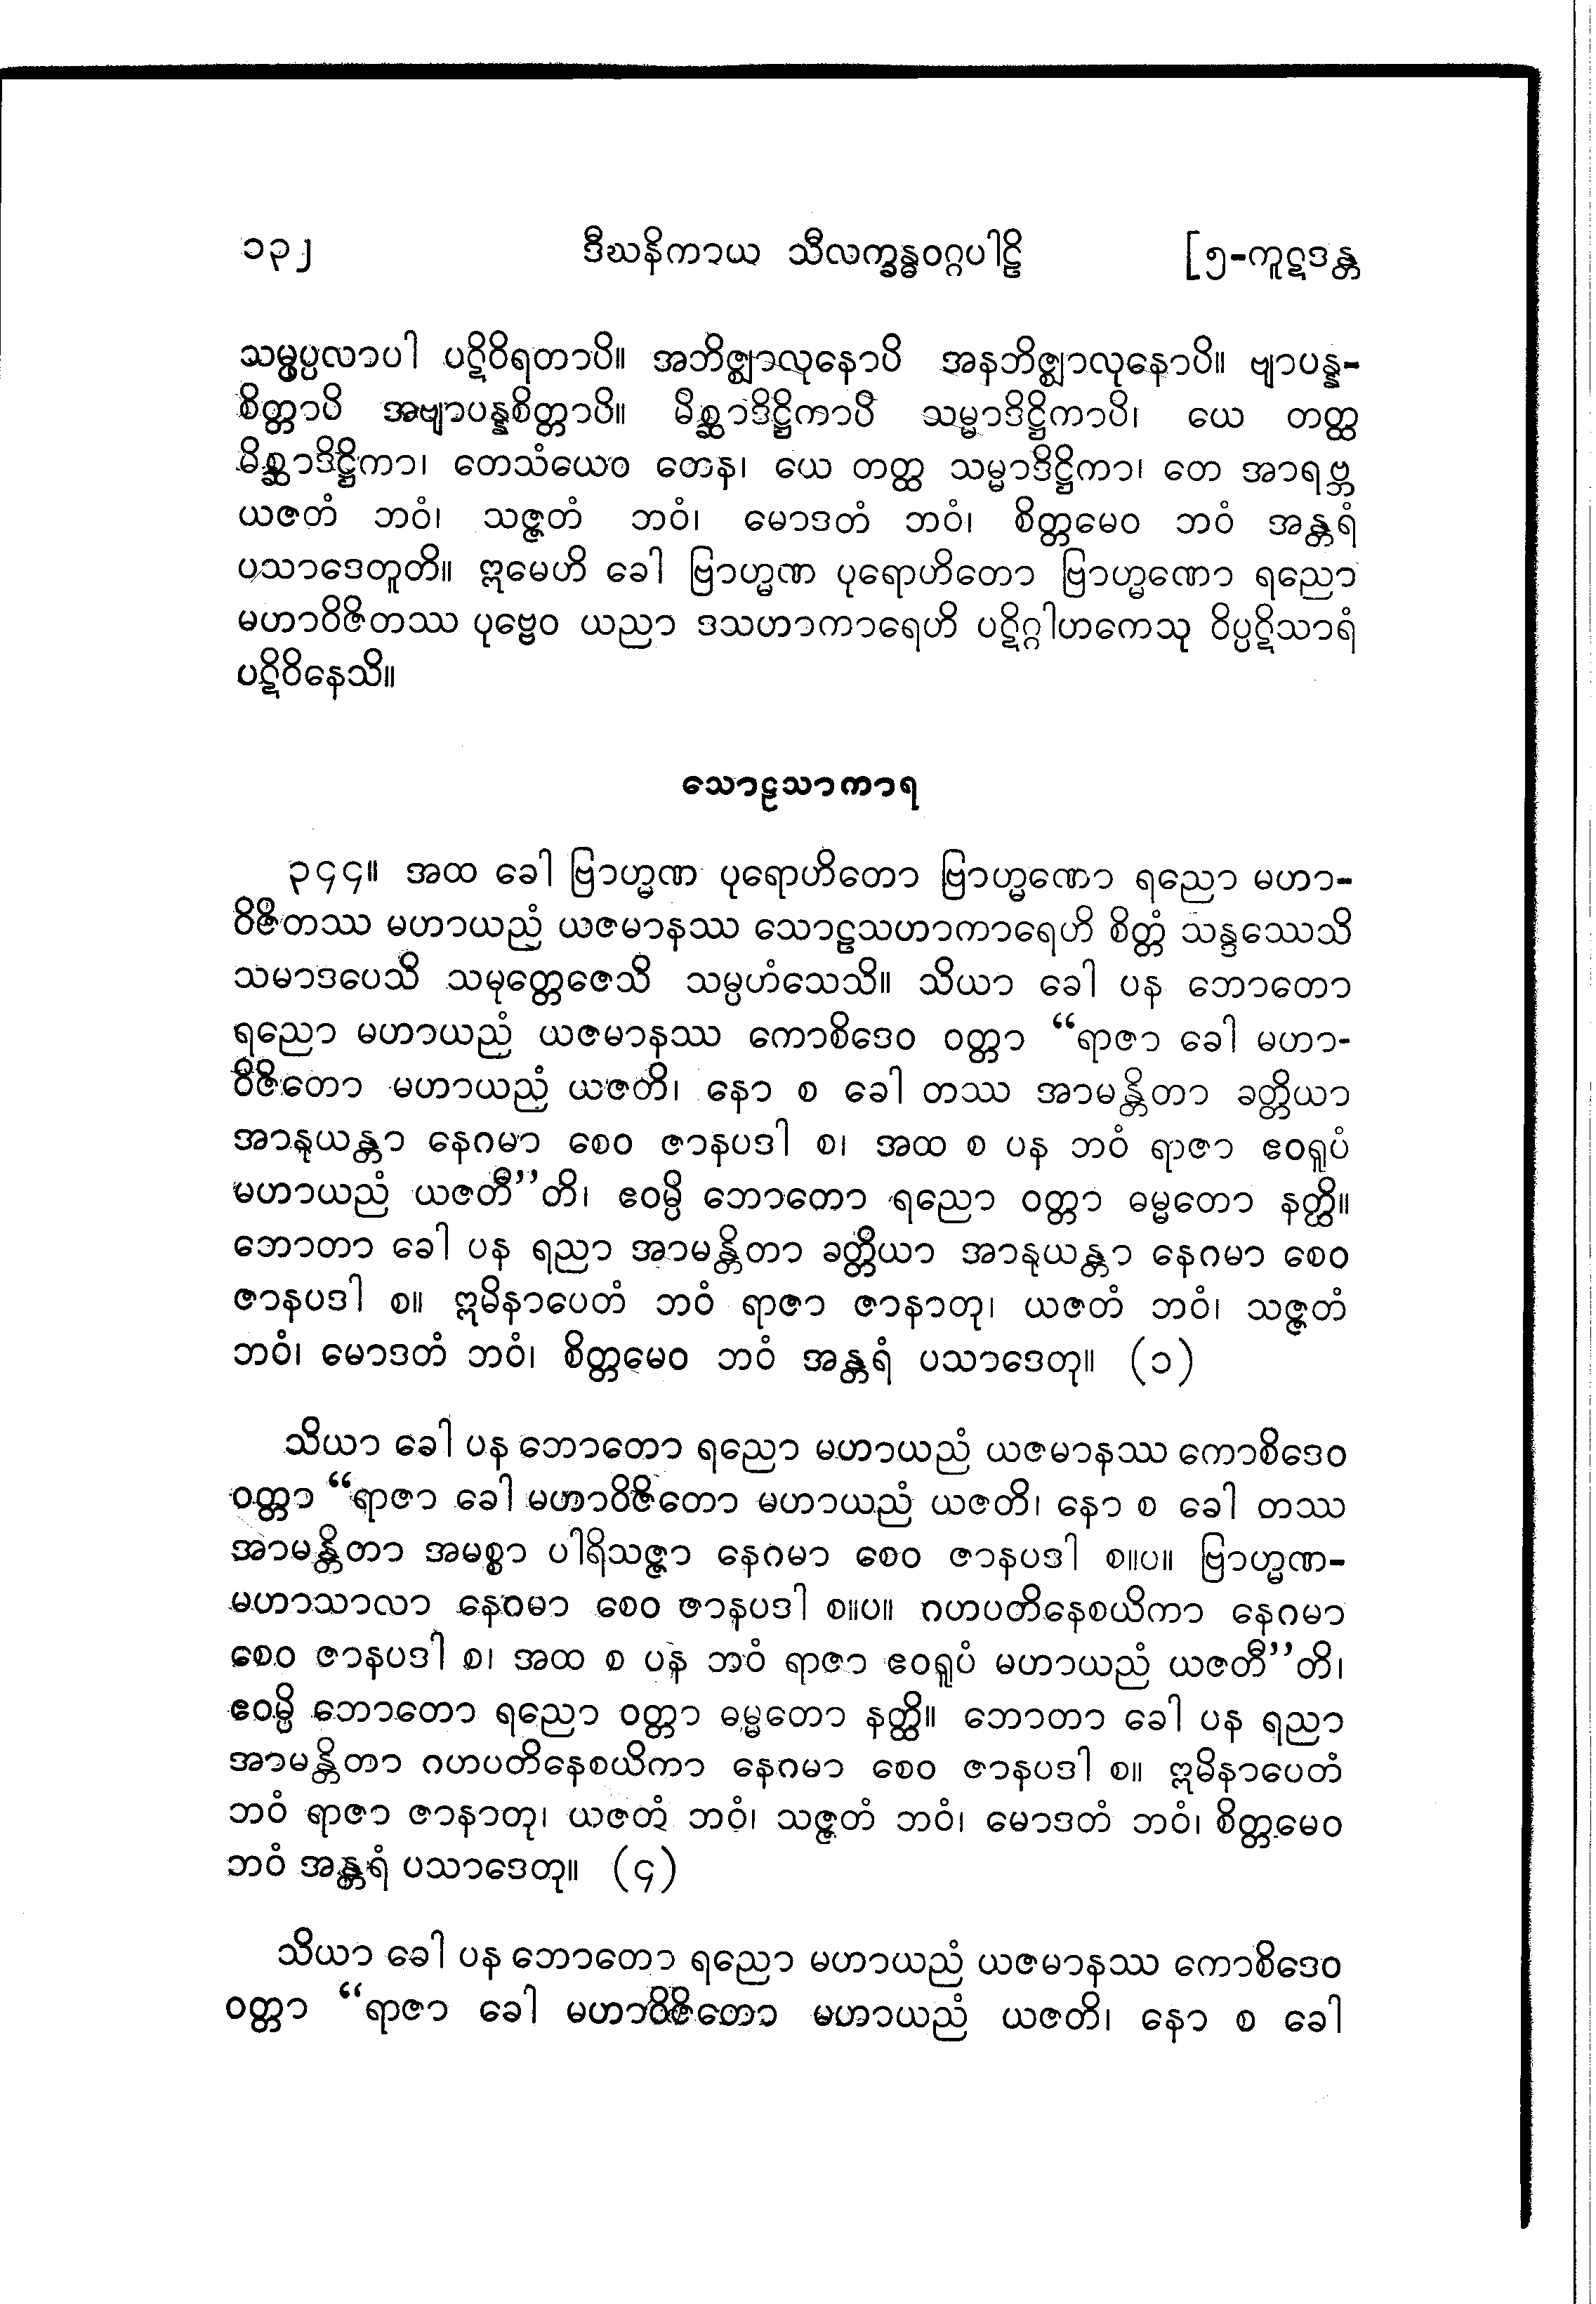 ၁၃၂ ဒီဃနိကာယ သီလက္ခန္ဓဝဂ္ဂပါဠိ [၅-ကူဋဒန္တ
သမ္ဖပ္ပလာပါ ပဋိဝိရတာပိ။ အဘိဇ္ဈာလုနောပိ အနဘိဇ္ဈာလုနောပိ။ ဗျာပန္န-
စိတ္တာပိ အဗျာပန္နစိတ္တာပိ။ မိစ္ဆာဒိဋ္ဌိကာပိ သမ္မာဒိဋ္ဌိကာပိ၊ ယေ တတ္ထ
မိစ္ဆာဒိဋ္ဌိကာ၊ တေသံယေဝ တေန၊ ယေ တတ္ထ သမ္မာဒိဋ္ဌိကာ၊ တေ အာရဗ္ဘ
ယဇတံ ဘဝံ၊ သဇ္ဇတံ ဘဝံ၊ မောဒတံ ဘဝံ၊ စိတ္တမေဝ ဘဝံ အန္တရံ
ပသာဒေတူတိ။ ဣမေဟိ ခေါ ဗြာဟ္မဏ ပုရောဟိတော ဗြာဟ္မဏော ရညော
မဟာဝိဇိတဿ ပုဗ္ဗေဝ ယညာ ဒသဟာကာရေဟိ ပဋိဂ္ဂါဟကေသု ဝိပ္ပဋိသာရံ
ပဋိဝိနေသိ။
သောဠသာကာရ
၃၄၄။ အထ ခေါ ဗြာဟ္မဏ ပုရောဟိတော ဗြာဟ္မဏော ရညော မဟာ-
ဝိဇိတဿ မဟာယညံ ယဇမာနဿ သောဠသဟာကာရေဟိ စိတ္တံ သန္ဒဿေသိ
သမာဒပေသိ သမုတ္တေဇေသိ သမ္ပဟံသေသိ။ သိယာ ခေါ ပန ဘောတော
ရညော မဟာယညံ ယဇမာနဿ ကောစိဒေဝ ဝတ္တာ “ရာဇာ ခေါ မဟာ-
ဝိဇိတော မဟာယညံ ယဇတိ၊ နော စ ခေါ တဿ အာမန္တိတာ ခတ္တိယာ
အာနုယန္တာ နေဂမာ စေဝ ဇာနပဒါ စ၊ အထ စ ပန ဘဝံ ရာဇာ ဧဝရူပံ
မဟာယညံ ယဇတီ”တိ၊ ဧဝမ္ပိ ဘောတော ရညော ဝတ္တာ ဓမ္မတော နတ္ထိ။
ဘောတာ ခေါ ပန ရညာ အာမန္တိတာ ခတ္တိယာ အာနုယန္တာ နေဂမာ စေဝ
ဇာနပဒါ စ။ ဣမိနာပေတံ ဘဝံ ရာဇာ ဇာနာတု၊ ယဇတံ ဘဝံ၊ သဇ္ဇတံ
ဘဝံ၊ မောဒတံ ဘဝံ၊ စိတ္တမေဝ ဘဝံ အန္တရံ ပသာဒေတု။ (၁)
သိယာ ခေါ ပန ဘောတော ရညော မဟာယညံ ယဇမာနဿ ကောစိဒေဝ
ဝတ္တာ “ရာဇာ ခေါ မဟာဝိဇိတော မဟာယညံ ယဇတိ၊ နော စ ခေါ တဿ
အာမန္တိတာ အမစ္စာ ပါရိသဇ္ဇာ နေဂမာ စေဝ ဇာနပဒါ စ။ပ။ ဗြာဟ္မဏ-
မဟာသာလာ နေဂမာ စေဝ ဇာနပဒါ စ။ပ။ ဂဟပတိနေစယိကာ နေဂမာ
စေဝ ဇာနပဒါ စ၊ အထ စ ပန ဘဝံ ရာဇာ ဧဝရူပံ မဟာယညံ ယဇတီ”တိ၊
ဧဝမ္ပိ ဘောတော ရညော ဝတ္တာ ဓမ္မတော နတ္ထိ။ ဘောတာ ခေါ ပန ရညာ
အာမန္တိတာ ဂဟပတိနေစယိကာ နေဂမာ စေဝ ဇာနပဒါ စ။ ဣမိနာပေတံ
ဘဝံ ရာဇာ ဇာနာတု၊ ယဇတံ ဘဝံ၊ သဇ္ဇတံ ဘဝံ၊ မောဒတံ ဘဝံ၊ စိတ္တမေဝ
ဘဝံ အန္တရံ ပသာဒေတု။ (၄)
သိယာ ခေါ ပန ဘောတော ရညော မဟာယညံ ယဇမာနဿ ကောစိဒေဝ
ဝတ္တာ “ရာဇာ ခေါ မဟာဝိဇိတော မဟာယညံ ယဇတိ၊ နော စ ခေါ